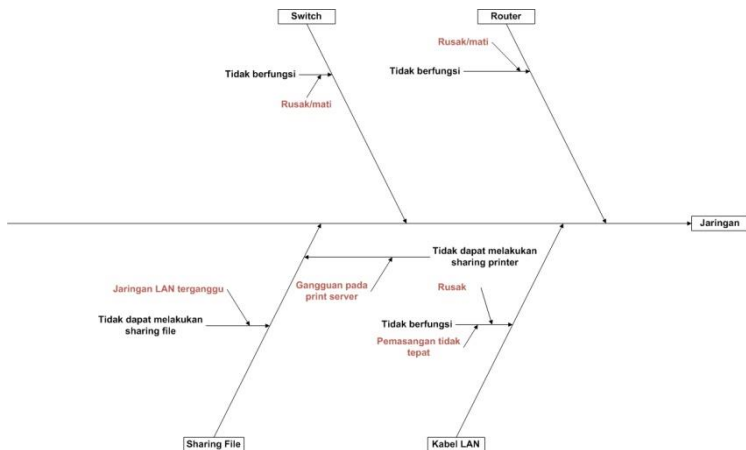 Switch
Router
Rusak/mati
Tidak berfungsi
Tidak berfungsi
Rusak/mati
Jaringan
Tidak dapat melakukan
sharing printer
Jaringan LAN terganggu
Gangguan pada
print server
Rusak
Tidak dapat melakukan
sharing file
Tidak berfungsi
Pemasangan tidak
tepat
Sharing File
Kabel LAN